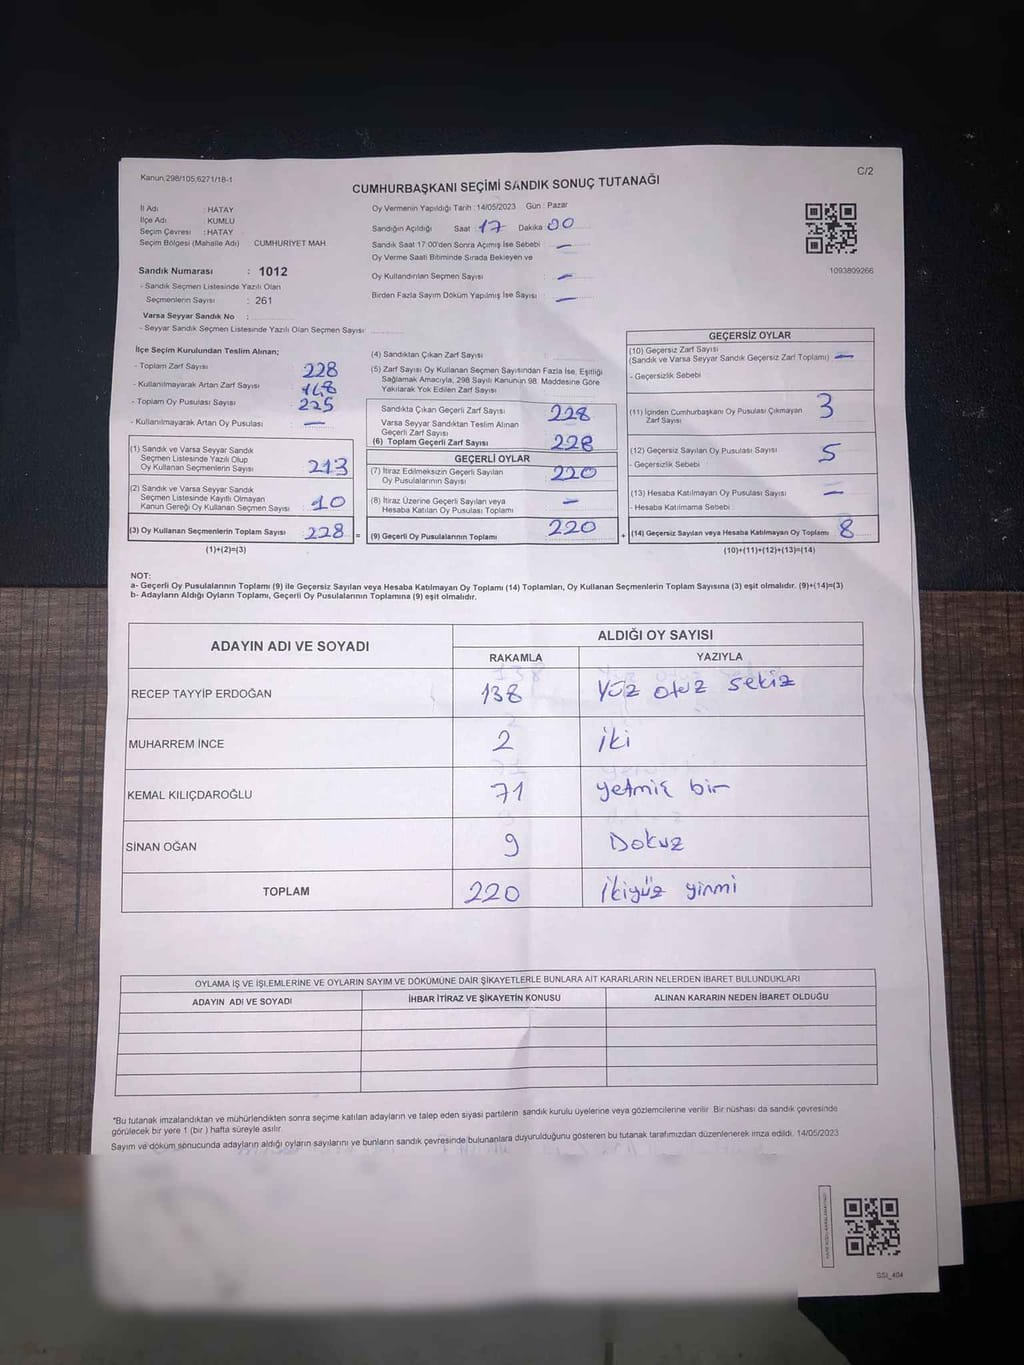 Kanun;298/105;6271/18-1
C/2
CUMHURBAŞKANI SEÇİMİ SANDIK SONUÇ TUTANAĞI
İl Adı : HATAY
İlçe Adı : KUMLU
Seçim Çevresi : HATAY
Seçim Bölgesi (Mahalle Adı) CUMHURİYET MAH
Sandık Numarası : 1012
- Sandık Seçmen Listesinde Yazılı Olan
Seçmenlerin Sayısı : 261
Varsa Seyyar Sandık No :
- Seyyar Sandık Seçmen Listesinde Yazılı Olan Seçmen Sayısı
Oy Vermenin Yapıldığı Tarih : 14/05/2023 Gün : Pazar
Sandığın Açıldığı Saat : 17 Dakika : 00
Sandık Saat 17:00'den Sonra Açılmış İse Sebebi : —
Oy Verme Saati Bitiminde Sırada Bekleyen ve
Oy Kullandırılan Seçmen Sayısı : —
Birden Fazla Sayım Döküm Yapılmış İse Sayısı : —
1093809266
İlçe Seçim Kurulundan Teslim Alınan;
- Toplam Zarf Sayısı 228
- Kullanılmayarak Artan Zarf Sayısı
- Toplam Oy Pusulası Sayısı 225
- Kullanılmayarak Artan Oy Pusulası : —
(1) Sandık ve Varsa Seyyar Sandık
Seçmen Listesinde Yazılı Olup
Oy Kullanan Seçmenlerin Sayısı 213
(2) Sandık ve Varsa Seyyar Sandık
Seçmen Listesinde Kayıtlı Olmayan
Kanun Gereği Oy Kullanan Seçmen Sayısı 10
(3) Oy Kullanan Seçmenlerin Toplam Sayısı 228 =
(1)+(2)=(3)
(4) Sandıktan Çıkan Zarf Sayısı
(5) Zarf Sayısı Oy Kullanan Seçmen Sayısından Fazla İse, Eşitliği
Sağlamak Amacıyla, 298 Sayılı Kanunun 98. Maddesine Göre
Yakılarak Yok Edilen Zarf Sayısı
Sandıkta Çıkan Geçerli Zarf Sayısı 228
Varsa Seyyar Sandıktan Teslim Alınan
Geçerli Zarf Sayısı
(6) Toplam Geçerli Zarf Sayısı 228
GEÇERLİ OYLAR
(7) İtiraz Edilmeksizin Geçerli Sayılan
Oy Pusulalarının Sayısı 220
(8) İtiraz Üzerine Geçerli Sayılan veya
Hesaba Katılan Oy Pusulası Toplamı —
(9) Geçerli Oy Pusulalarının Toplamı 220 +
GEÇERSİZ OYLAR
(10) Geçersiz Zarf Sayısı
(Sandık ve Varsa Seyyar Sandık Geçersiz Zarf Toplamı) —
- Geçersizlik Sebebi
(11) İçinden Cumhurbaşkanı Oy Pusulası Çıkmayan
Zarf Sayısı 3
(12) Geçersiz Sayılan Oy Pusulası Sayısı 5
- Geçersizlik Sebebi
(13) Hesaba Katılmayan Oy Pusulası Sayısı —
- Hesaba Katılmama Sebebi
(14) Geçersiz Sayılan veya Hesaba Katılmayan Oy Toplamı 8
(10)+(11)+(12)+(13)=(14)
NOT:
a- Geçerli Oy Pusulalarının Toplamı (9) ile Geçersiz Sayılan veya Hesaba Katılmayan Oy Toplamı (14) Toplamları, Oy Kullanan Seçmenlerin Toplam Sayısına (3) eşit olmalıdır. (9)+(14)=(3)
b- Adayların Aldığı Oyların Toplamı, Geçerli Oy Pusulalarının Toplamına (9) eşit olmalıdır.
ADAYIN ADI VE SOYADI
ALDIĞI OY SAYISI
RAKAMLA YAZIYLA
RECEP TAYYİP ERDOĞAN 138 Yüz otuz sekiz
MUHARREM İNCE 2 iki
KEMAL KILIÇDAROĞLU 71 yetmiş bir
SİNAN OĞAN 9 Dokuz
TOPLAM 220 ikiyüz yirmi
OYLAMA İŞ VE İŞLEMLERİNE VE OYLARIN SAYIM VE DÖKÜMÜNE DAİR ŞİKAYETLERLE BUNLARA AİT KARARLARIN NELERDEN İBARET BULUNDUKLARI
ADAYIN ADI VE SOYADI İHBAR İTİRAZ VE ŞİKAYETİN KONUSU ALINAN KARARIN NEDEN İBARET OLDUĞU
*Bu tutanak imzalandıktan ve mühürlendikten sonra seçime katılan adayların ve talep eden siyasi partilerin sandık kurulu üyelerine veya gözlemcilerine verilir. Bir nüshası da sandık çevresinde
görülecek bir yere 1 (bir ) hafta süreyle asılır.
Sayım ve döküm sonucunda adayların aldığı oyların sayılarını ve bunların sandık çevresinde bulunanlara duyurulduğunu gösteren bu tutanak tarafımızdan düzenlenerek imza edildi. 14/05/2023
SSİ_404